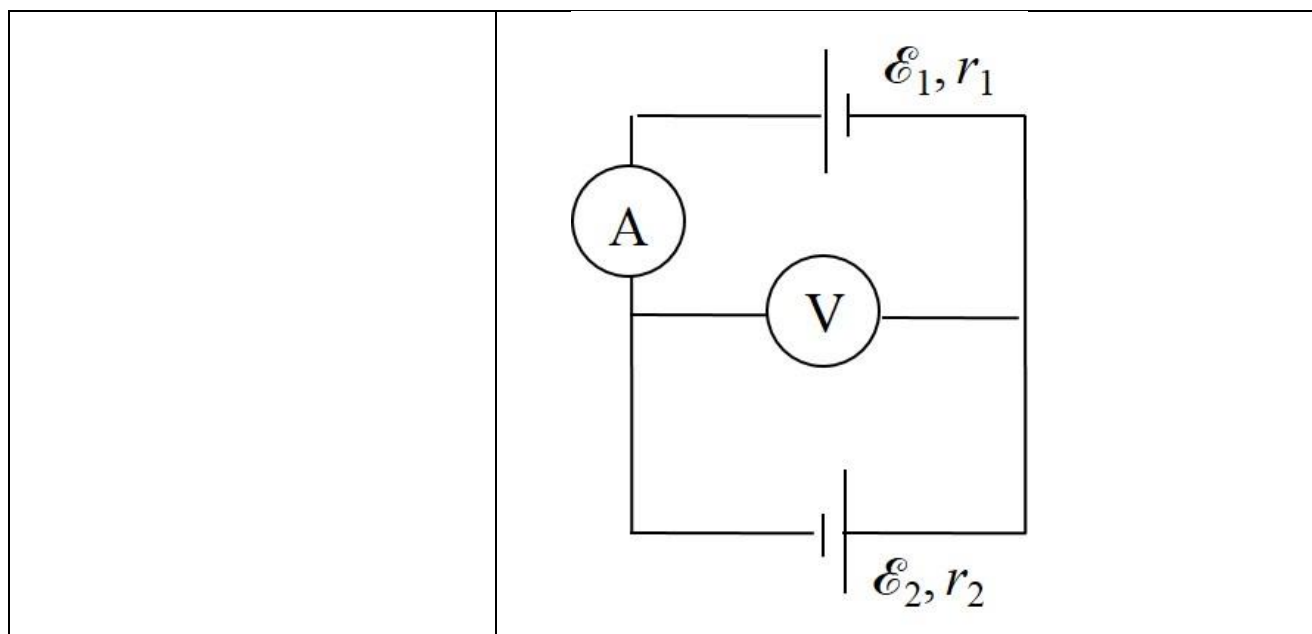 ℰ₁, r₁
A
V
ℰ₂, r₂